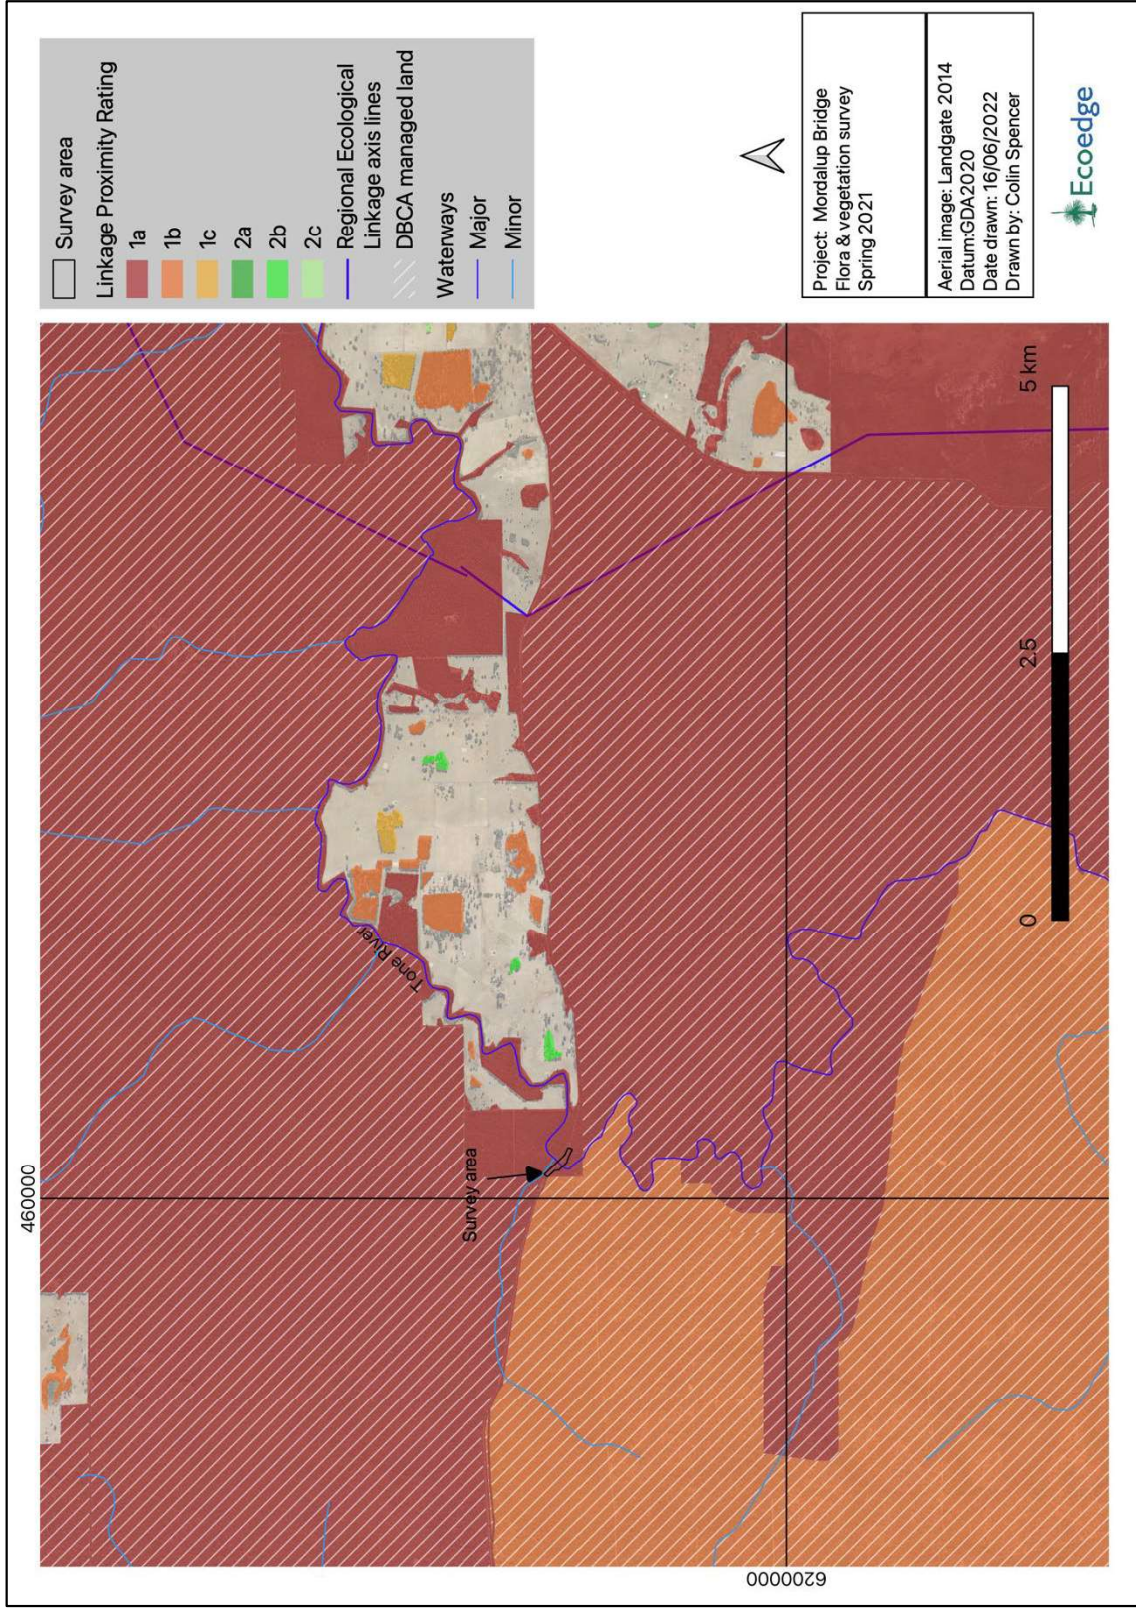 460000
6200000
Survey area
Tone River
0
2.5
5 km
Survey area
Linkage Proximity Rating
1a
1b
1c
2a
2b
2c
Regional Ecological
Linkage axis lines
DBCA managed land
Waterways
Major
Minor
Project: Mordalup Bridge
Flora & vegetation survey
Spring 2021
Aerial image: Landgate 2014
Datum:GDA2020
Date drawn: 16/06/2022
Drawn by: Colin Spencer
Ecoedge